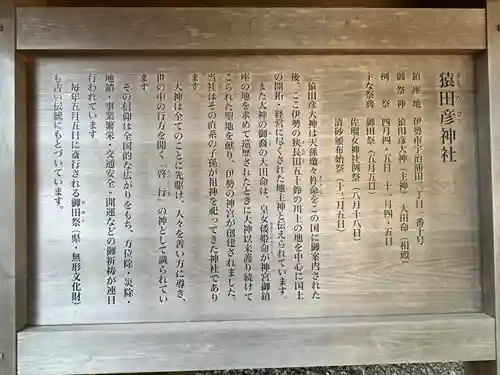 猿田彦神社
鎮座地 伊勢市宇治浦田二丁目一番十号
御祭神 猿田彦大神（主神） 大田命（相殿）
例祭 四月四・五日 十一月四・五日
主な祭典 御田祭（五月五日）
佐瑠女神社例祭（八月十八日）
清砂頒布始祭（十二月五日）
猿田彦大神は天孫瓊々杵命をこの国に御案内された
後、ここ伊勢の狭長田五十鈴の川上の地を中心に国土
の開拓・経営に尽くされた地主神と伝えられています。
また大神の御裔の大田命は、皇女倭姫命が神宮御鎮
座の地を求めて巡歴されたときに大神以来護り続けて
こられた聖地を献り、伊勢の神宮が創建されました。
当社はその直系の子孫が祖神を祀ってきた神社であり
ます
大神は全てのことに先駆け、人々を善い方に導き、
世の中の行方を開く「啓行」の神として識られてい
ます
その信仰は全国的な広がりをもち、方位除・災除・
地鎮・事業繁栄・交通安全・開運などの御祈祷が連日
行われています。
毎年五月五日に斎行される御田祭（県・無形文化財）
も古い伝統にもとづいています。